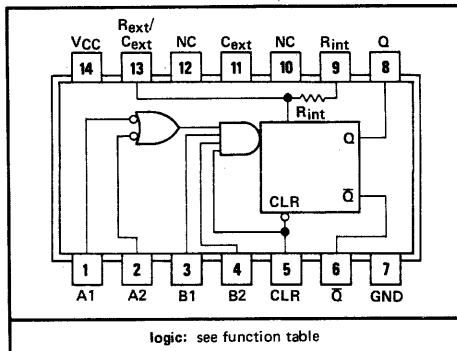 Rext/
Cext
VCC NC Cext NC Rint Q
14 13 12 11 10 9 8
Rint
Q
Q̅
CLR
1 2 3 4 5 6 7
A1 A2 B1 B2 CLR Q̅ GND
logic: see function table